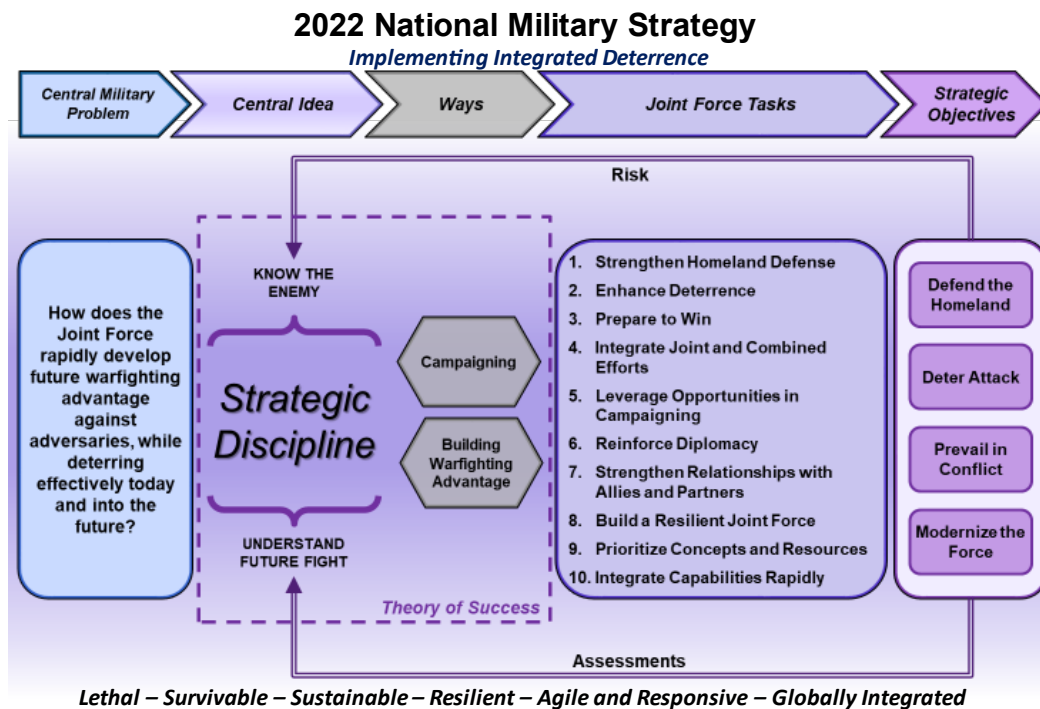 2022 National Military Strategy
Implementing Integrated Deterrence
Central Military
Problem
Central Idea
Ways
Joint Force Tasks
Strategic
Objectives
Risk
How does the
Joint Force
rapidly develop
future warfighting
advantage
against
adversaries, while
deterring
effectively today
and into the
future?
KNOW THE
ENEMY
Strategic
Discipline
UNDERSTAND
FUTURE FIGHT
Theory of Success
Campaigning
Building
Warfighting
Advantage
1. Strengthen Homeland Defense
2. Enhance Deterrence
3. Prepare to Win
4. Integrate Joint and Combined
Efforts
5. Leverage Opportunities in
Campaigning
6. Reinforce Diplomacy
7. Strengthen Relationships with
Allies and Partners
8. Build a Resilient Joint Force
9. Prioritize Concepts and Resources
10. Integrate Capabilities Rapidly
Defend the
Homeland
Deter Attack
Prevail in
Conflict
Modernize the
Force
Assessments
Lethal – Survivable – Sustainable – Resilient – Agile and Responsive – Globally Integrated